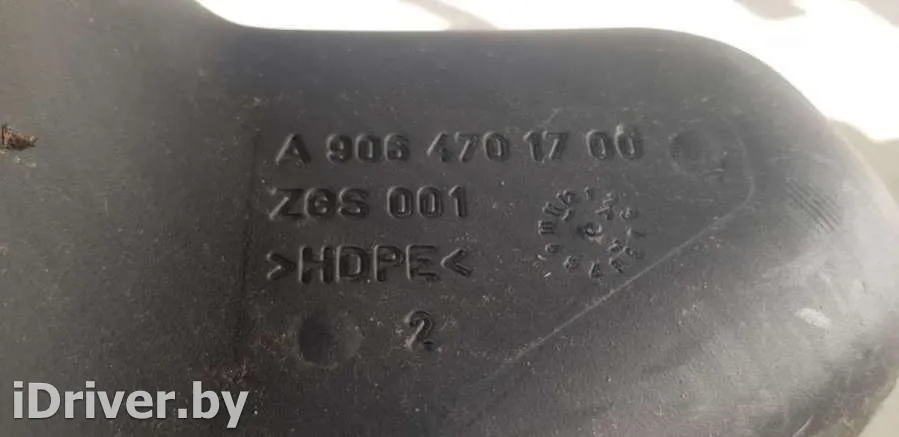 A 906 470 17 00
ZGS 001
>HDPE<
2
iDriver.by